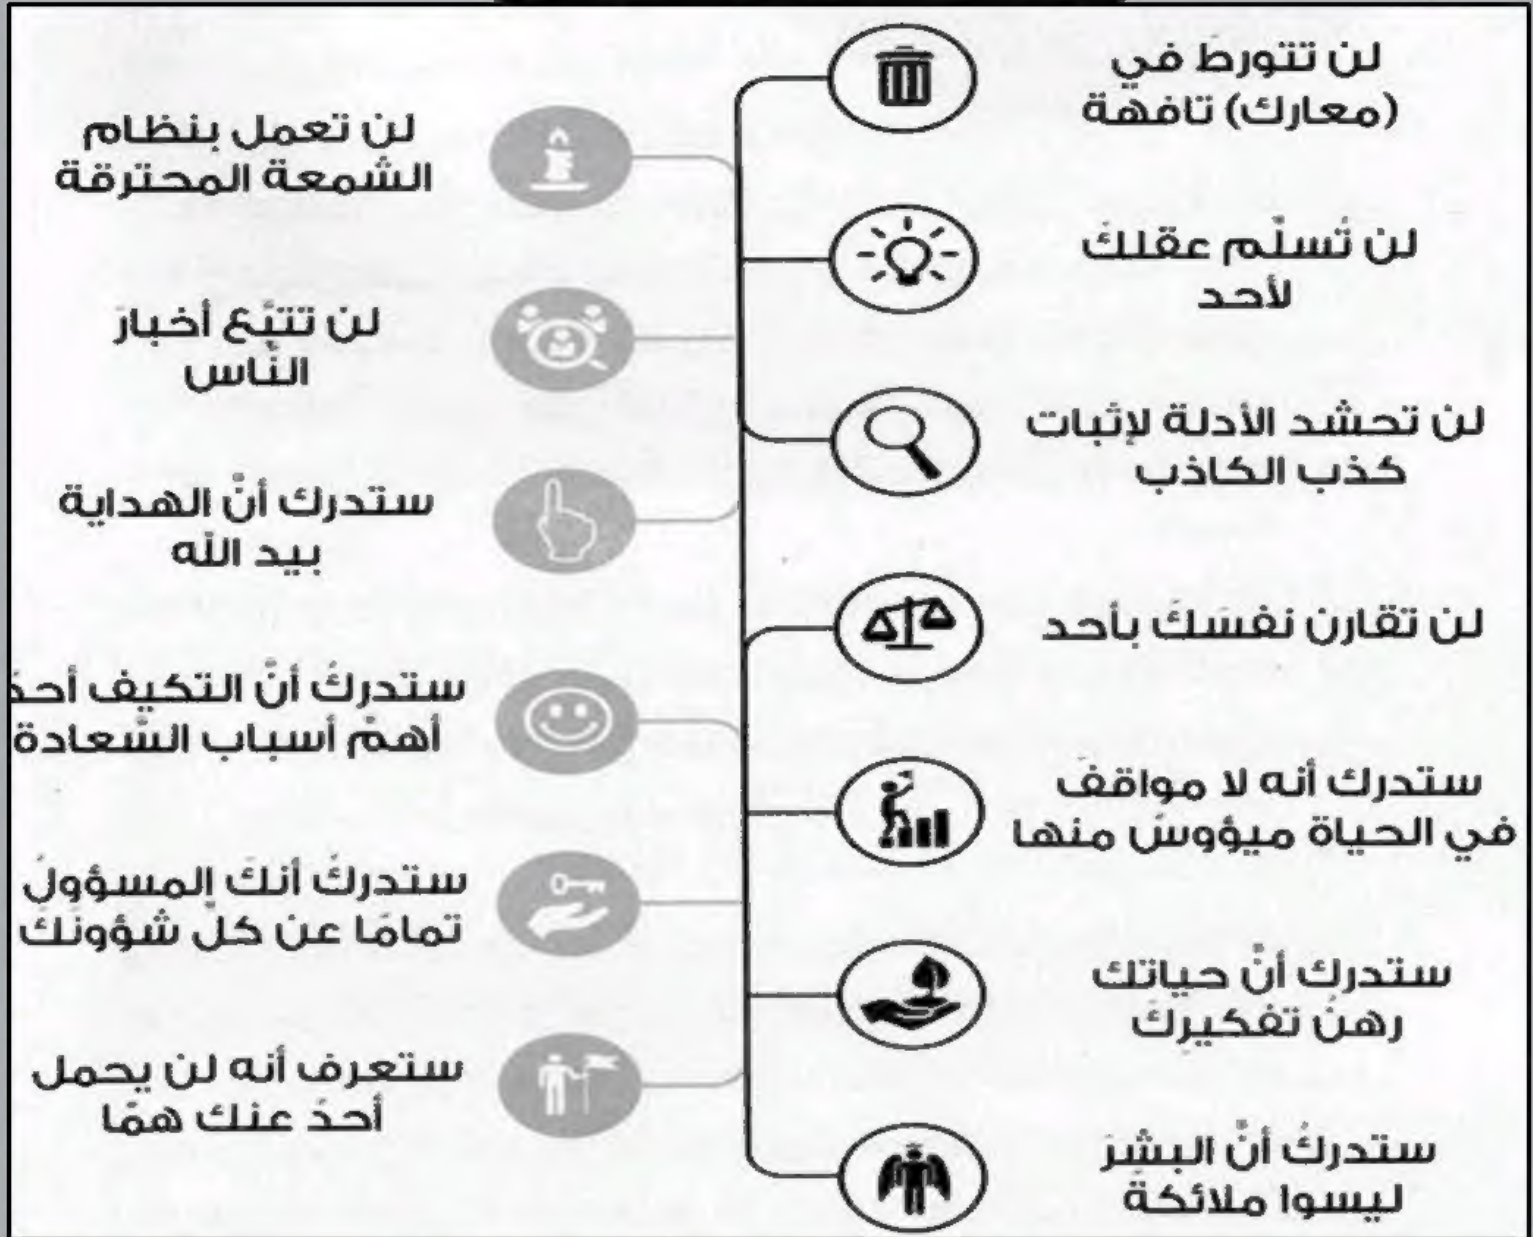 لن تتورطَ في
(معارك) تافهة
لن تُسلِّم عقلكَ
لأحد
لن تحشد الأدلة لإثبات
كذب الكاذب
لن تقارن نفسَكَ بأحد
ستدرك أنه لا مواقفَ
في الحياة ميؤوسٌ منها
ستدرك أنَّ حياتك
رهنُ تفكيركَ
ستدركُ أنَّ البشرَ
ليسوا ملائكةً
لن تعمل بنظام
الشمعة المحترقة
لن تتبَّع أخبارَ
النَّاس
ستدرك أنَّ الهداية
بيد الله
ستدركُ أنَّ التكيف أحدَ
أهمِّ أسباب السَّعادة
ستدركُ أنكَ المسؤولُ
تمامًا عن كلِّ شؤونكَ
ستعرف أنه لن يحمل
أحدَ عنك همًّا